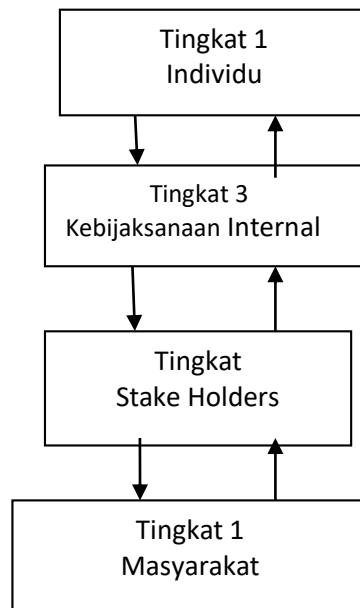 Tingkat 1
Individu
Tingkat 3
Kebijaksanaan Internal
Tingkat
Stake Holders
Tingkat 1
Masyarakat